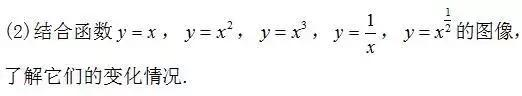 (2)结合函数 y = x ， y = x² ， y = x³ ， y = 1/x ， y = x^(1/2) 的图像，
了解它们的变化情况.